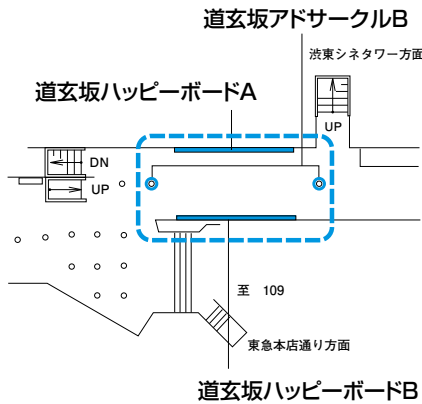 道玄坂アドサークルB
渋東シネタワー方面
道玄坂ハッピーボードA
UP
DN
UP
至 109
東急本店通り方面
道玄坂ハッピーボードB